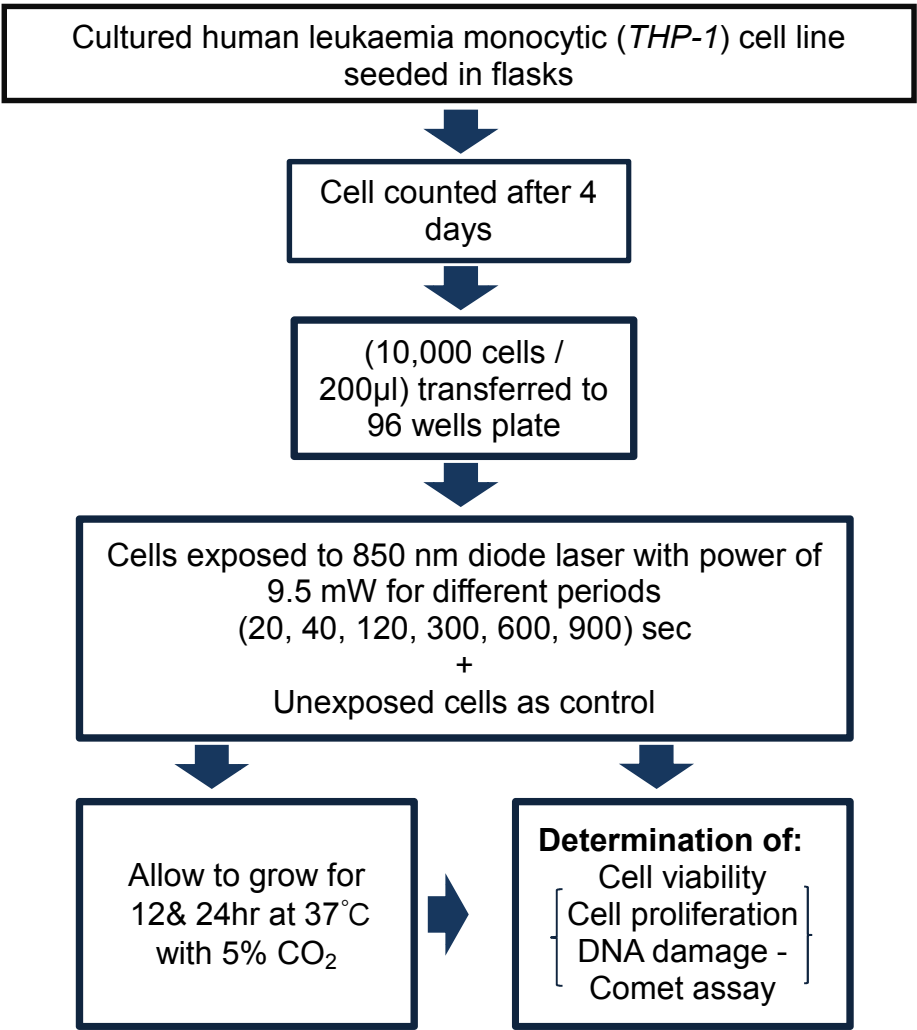 Cultured human leukaemia monocytic (THP-1) cell line
seeded in flasks
Cell counted after 4
days
(10,000 cells /
200µl) transferred to
96 wells plate
Cells exposed to 850 nm diode laser with power of
9.5 mW for different periods
(20, 40, 120, 300, 600, 900) sec
+
Unexposed cells as control
Allow to grow for
12& 24hr at 37°C
with 5% CO₂
Determination of:
Cell viability
Cell proliferation
DNA damage -
Comet assay